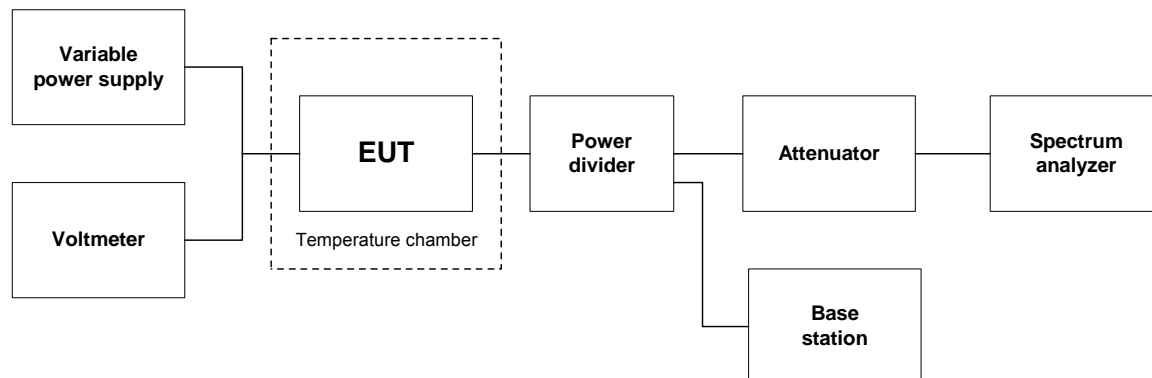 Variable
power supply
Voltmeter
EUT
Temperature chamber
Power
divider
Attenuator
Spectrum
analyzer
Base
station